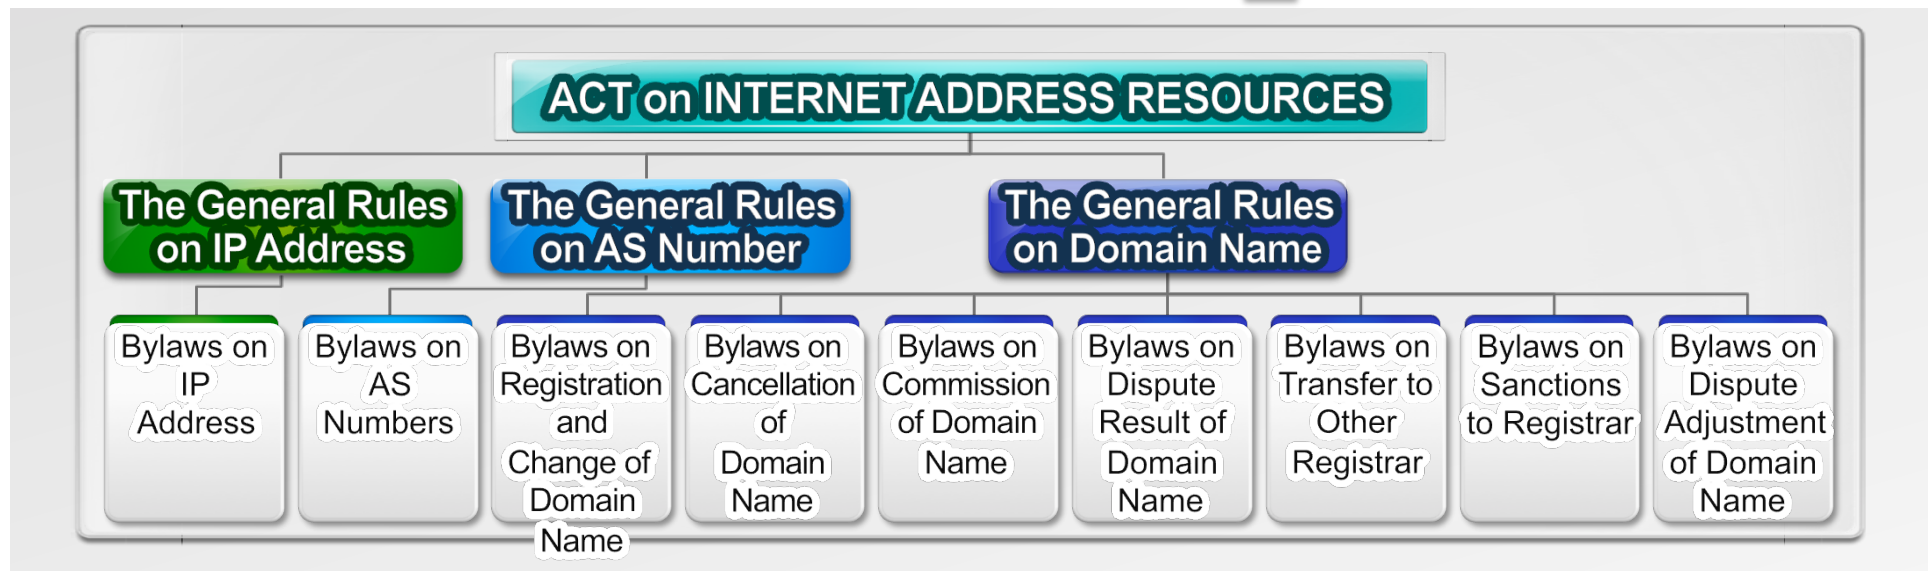 ACT on INTERNET ADDRESS RESOURCES
The General Rules
on IP Address
The General Rules
on AS Number
The General Rules
on Domain Name
Bylaws on
IP
Address
Bylaws on
AS
Numbers
Bylaws on
Registration
and
Change of
Domain
Name
Bylaws on
Cancellation
of
Domain
Name
Bylaws on
Commission
of Domain
Name
Bylaws on
Dispute
Result of
Domain
Name
Bylaws on
Transfer to
Other
Registrar
Bylaws on
Sanctions
to Registrar
Bylaws on
Dispute
Adjustment
of Domain
Name